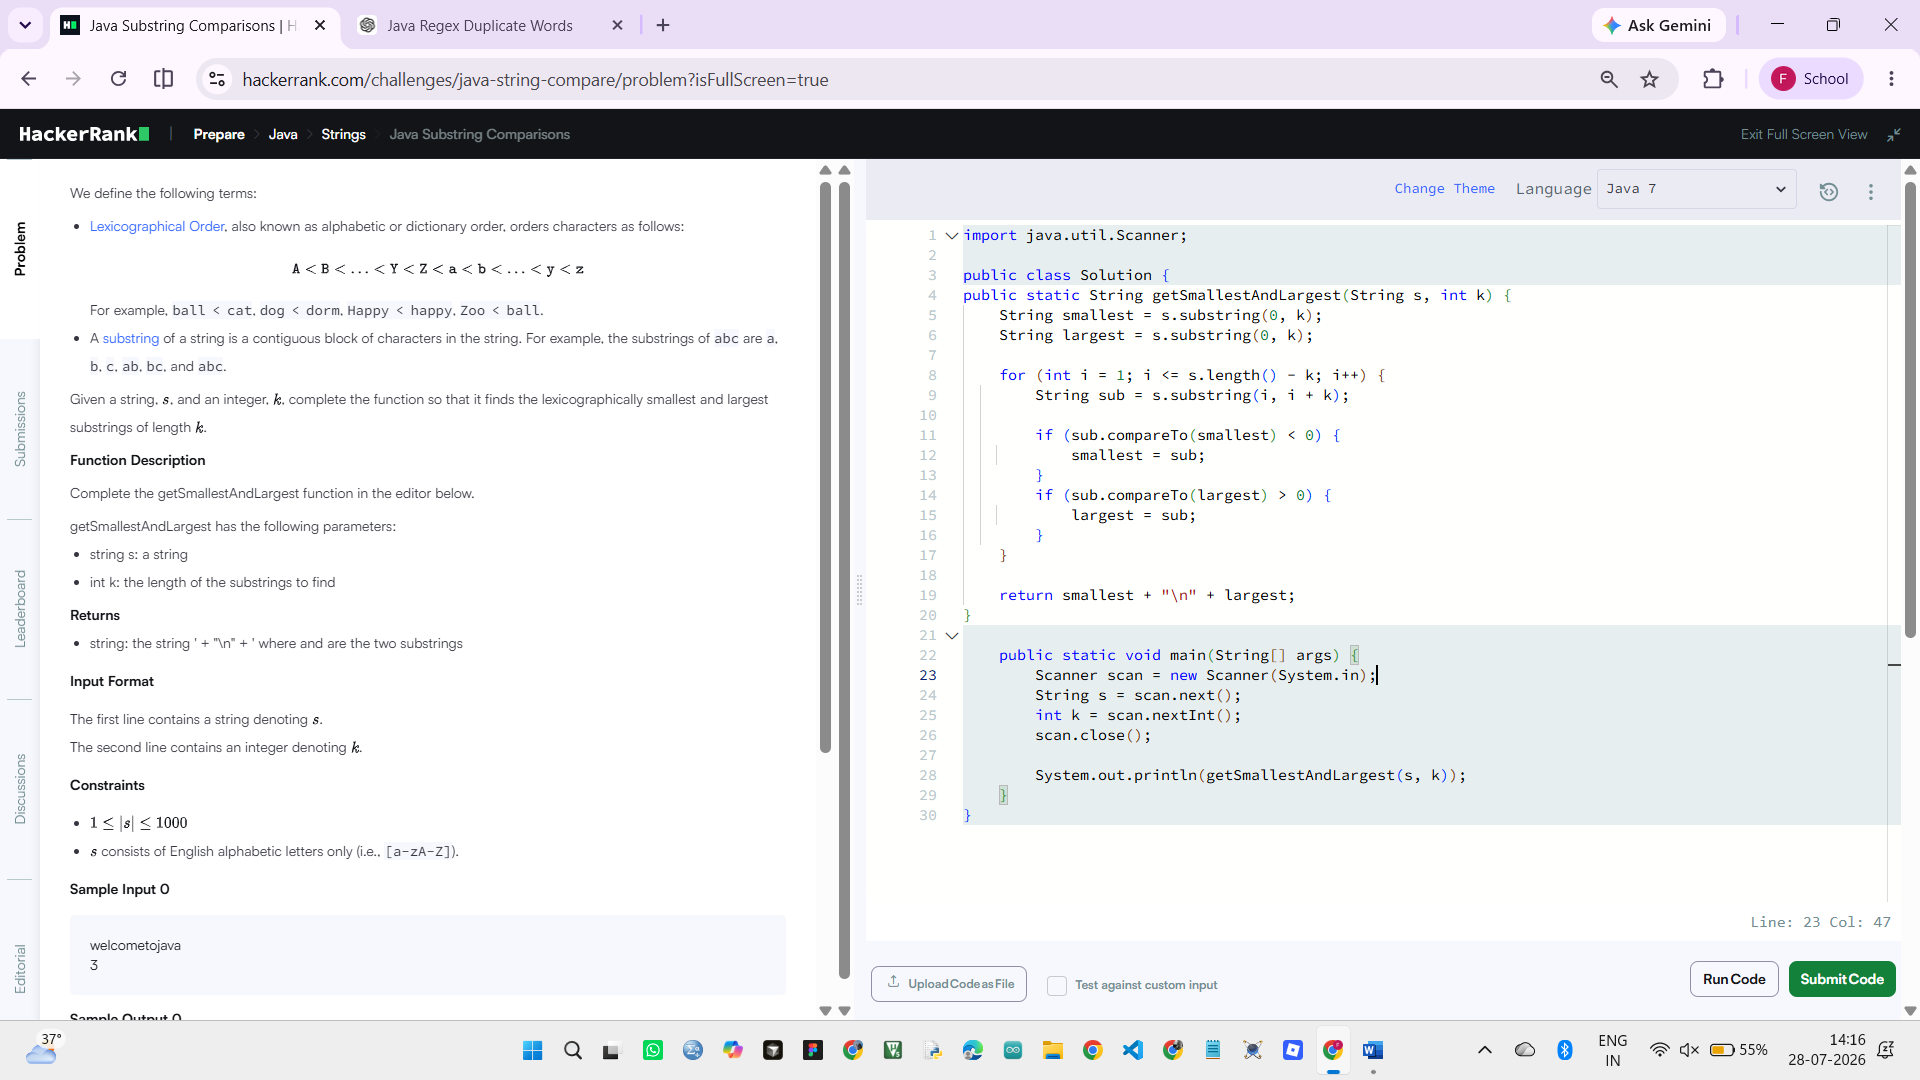 Java Substring Comparisons | H
Java Regex Duplicate Words
Ask Gemini
hackerrank.com/challenges/java-string-compare/problem?isFullScreen=true
F School
HackerRank
Prepare
Java
Strings
Java Substring Comparisons
Exit Full Screen View
Problem
Submissions
Leaderboard
Discussions
Editorial
We define the following terms:
• Lexicographical Order, also known as alphabetic or dictionary order, orders characters as follows:
A < B < ... < Y < Z < a < b < ... < y < z
For example, ball < cat, dog < dorm, Happy < happy, Zoo < ball.
• A substring of a string is a contiguous block of characters in the string. For example, the substrings of abc are a,
b, c, ab, bc, and abc.
Given a string, s, and an integer, k, complete the function so that it finds the lexicographically smallest and largest
substrings of length k.
Function Description
Complete the getSmallestAndLargest function in the editor below.
getSmallestAndLargest has the following parameters:
• string s: a string
• int k: the length of the substrings to find
Returns
• string: the string ' + "\n" + ' where and are the two substrings
Input Format
The first line contains a string denoting s.
The second line contains an integer denoting k.
Constraints
• 1 ≤ |s| ≤ 1000
• s consists of English alphabetic letters only (i.e., [a-zA-Z]).
Sample Input 0
welcometojava
3
Sample Output 0
Change Theme Language Java 7
1 import java.util.Scanner;
2
3 public class Solution {
4 public static String getSmallestAndLargest(String s, int k) {
5 String smallest = s.substring(0, k);
6 String largest = s.substring(0, k);
7
8 for (int i = 1; i <= s.length() - k; i++) {
9 String sub = s.substring(i, i + k);
10
11 if (sub.compareTo(smallest) < 0) {
12 smallest = sub;
13 }
14 if (sub.compareTo(largest) > 0) {
15 largest = sub;
16 }
17 }
18
19 return smallest + "\n" + largest;
20 }
21
22 public static void main(String[] args) {
23 Scanner scan = new Scanner(System.in);
24 String s = scan.next();
25 int k = scan.nextInt();
26 scan.close();
27
28 System.out.println(getSmallestAndLargest(s, k));
29 }
30 }
Line: 23 Col: 47
Upload Code as File
Test against custom input
Run Code
Submit Code
37°
ENG
IN
55%
14:16
28-07-2026